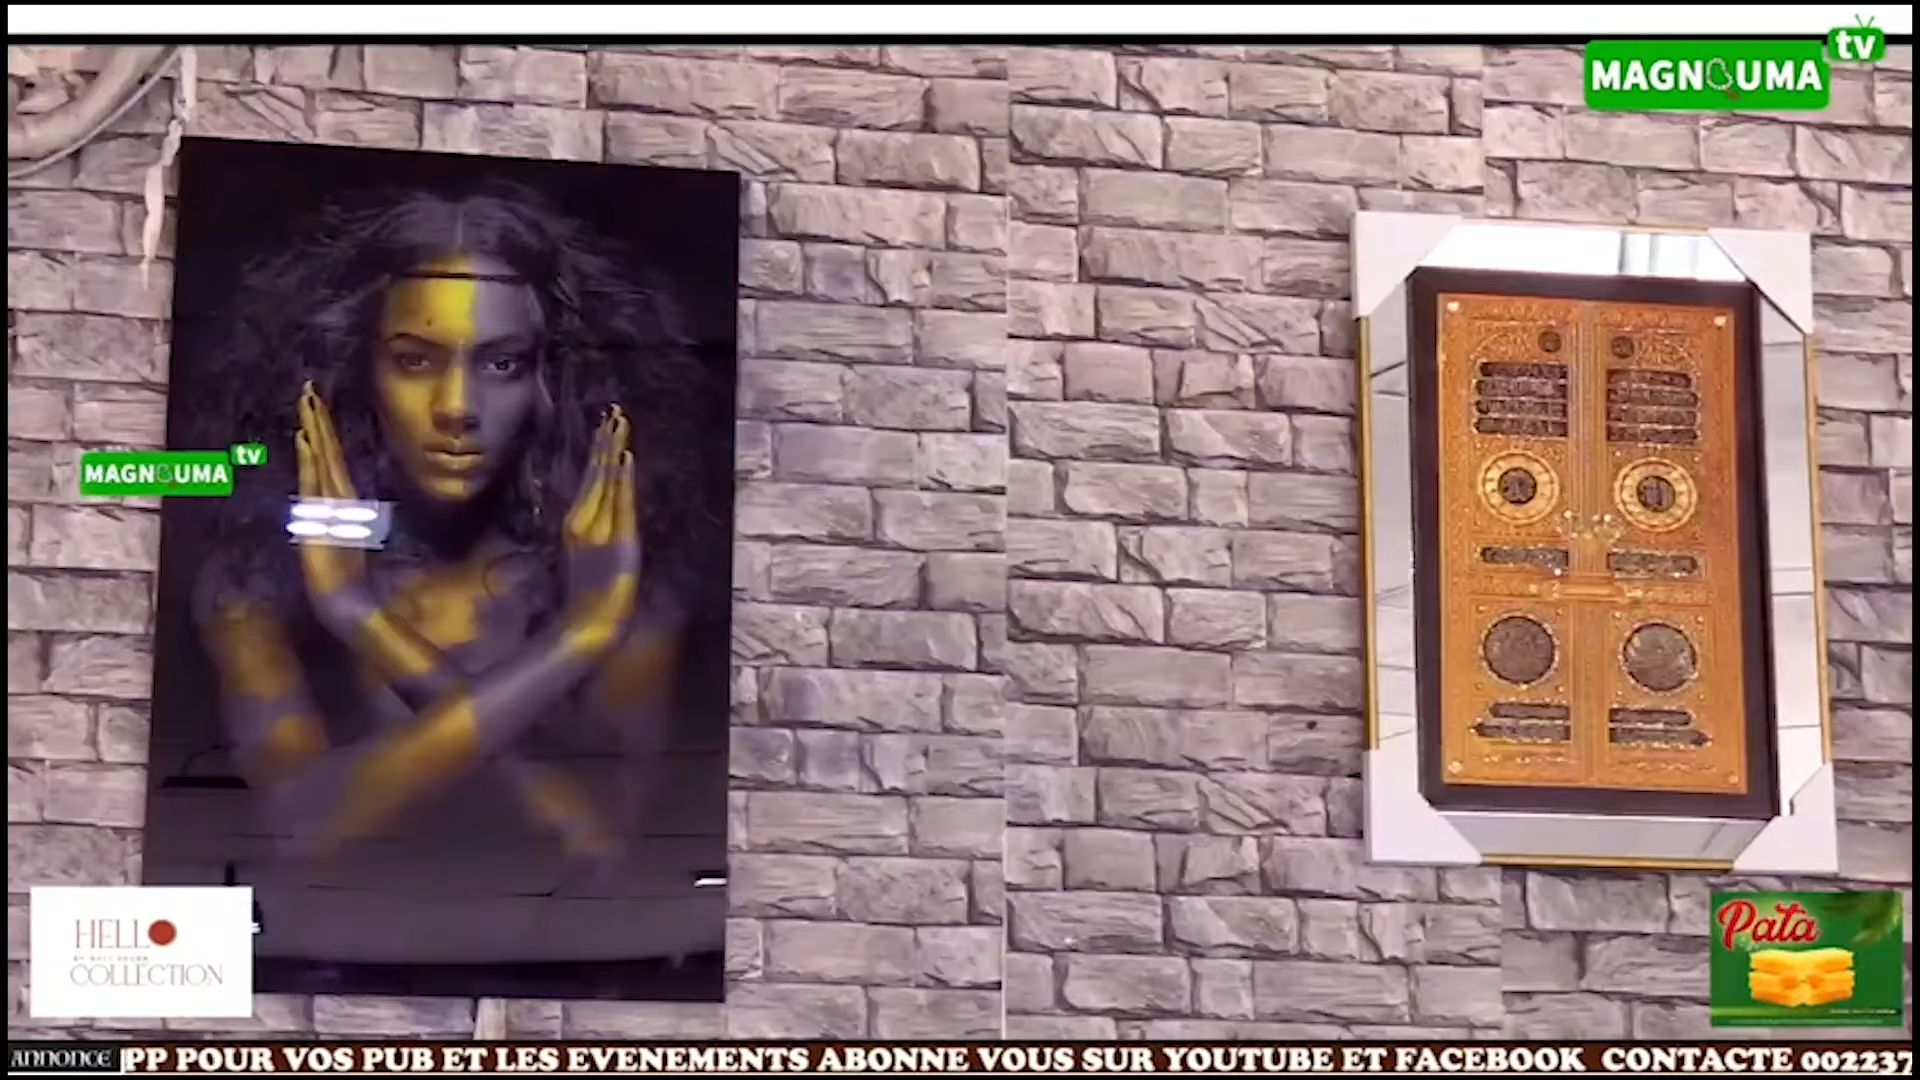 MAGNOUMA tv
MAGNOUMA tv
HELLO
COLLECTION
Pata
ANNONCE PP POUR VOS PUB ET LES EVENEMENTS ABONNE VOUS SUR YOUTUBE ET FACEBOOK CONTACTE 002237